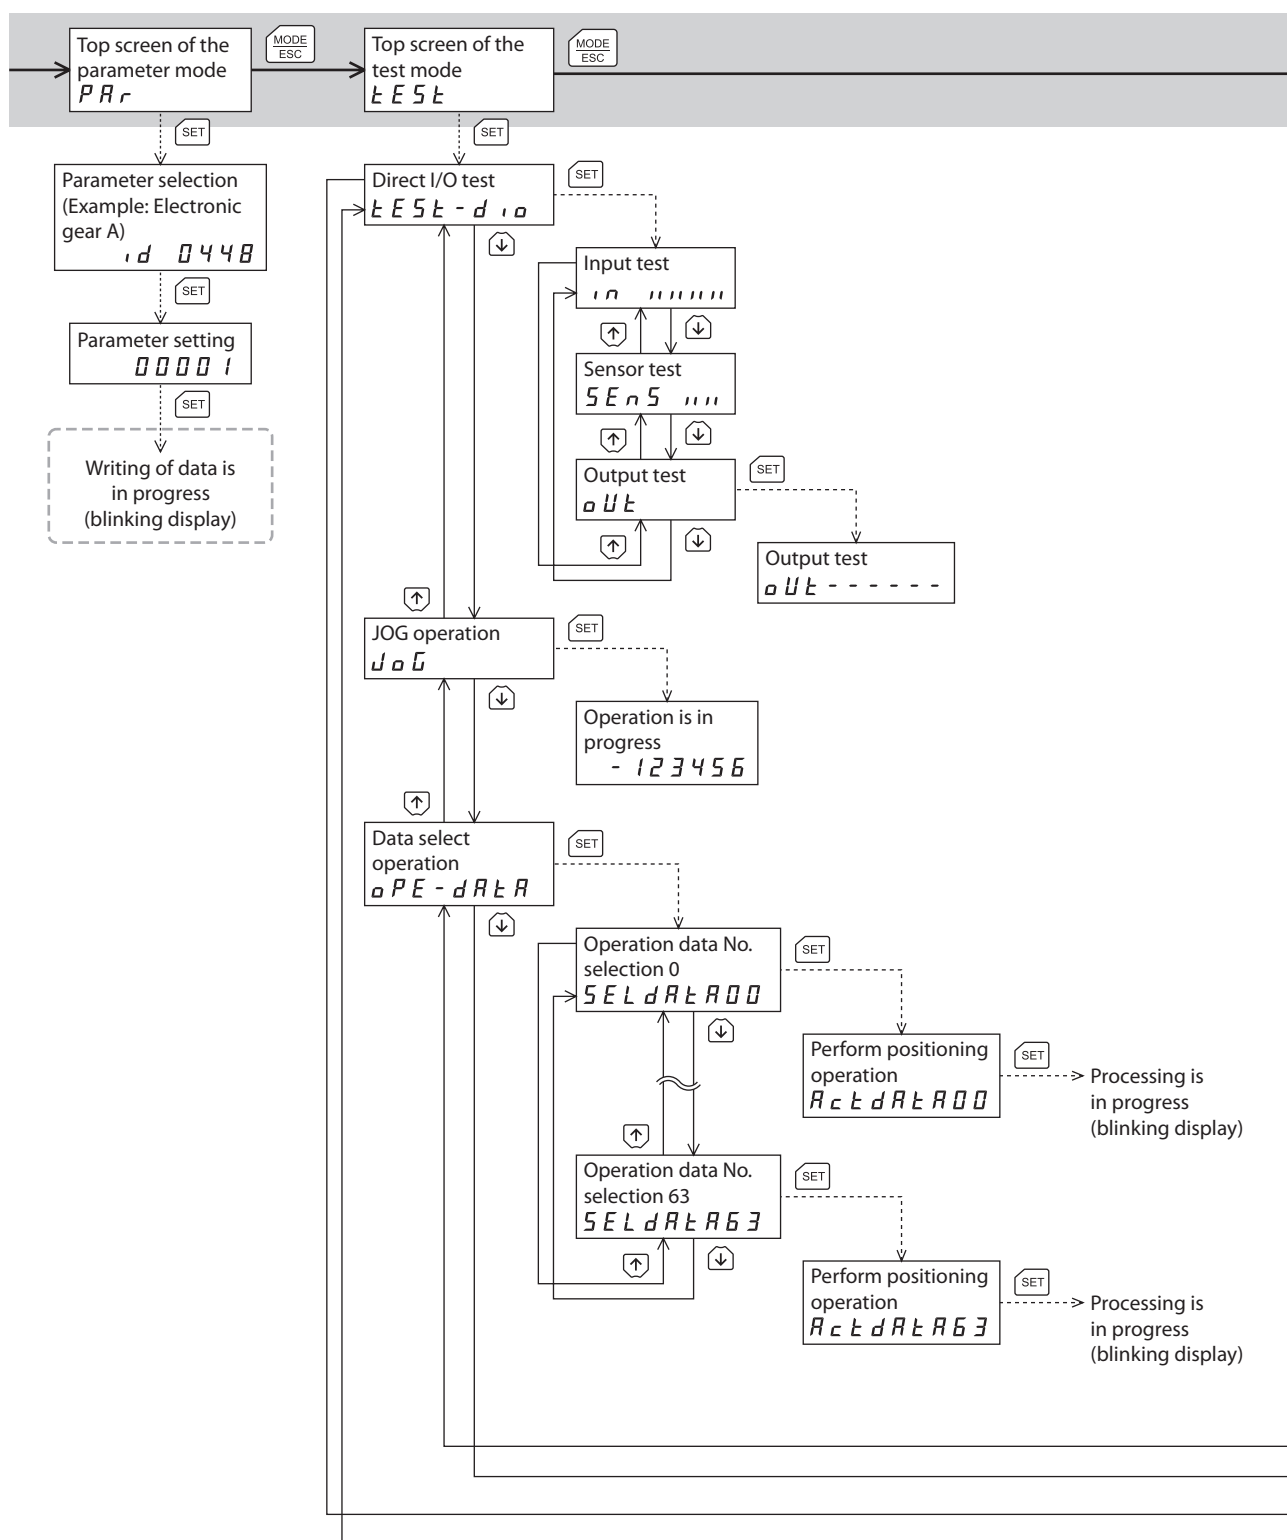 Top screen of the
parameter mode
PAr
MODE
ESC
Top screen of the
test mode
tESt
MODE
ESC
SET
SET
Parameter selection
(Example: Electronic
gear A)
id 0448
SET
Parameter setting
00001
SET
Writing of data is
in progress
(blinking display)
Direct I/O test
tESt-dio
SET
Input test
in
Sensor test
SEnS
Output test
oUt
SET
Output test
oUt------
JOG operation
JoG
SET
Operation is in
progress
-123456
Data select
operation
oPE-dAtA
SET
Operation data No.
selection 0
SELdAtA00
SET
Perform positioning
operation
ActdAtA00
SET
Processing is
in progress
(blinking display)
Operation data No.
selection 63
SELdAtA63
SET
Perform positioning
operation
ActdAtA63
SET
Processing is
in progress
(blinking display)